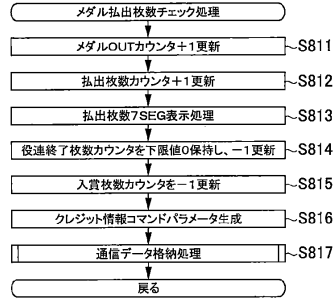 メダル払出枚数チェック処理
メダルOUTカウンタ+1更新 S811
払出枚数カウンタ+1更新 S812
払出枚数7SEG表示処理 S813
役連終了枚数カウンタを下限値0保持し、-1更新 S814
入賞枚数カウンタを-1更新 S815
クレジット情報コマンドパラメータ生成 S816
通信データ格納処理 S817
戻る